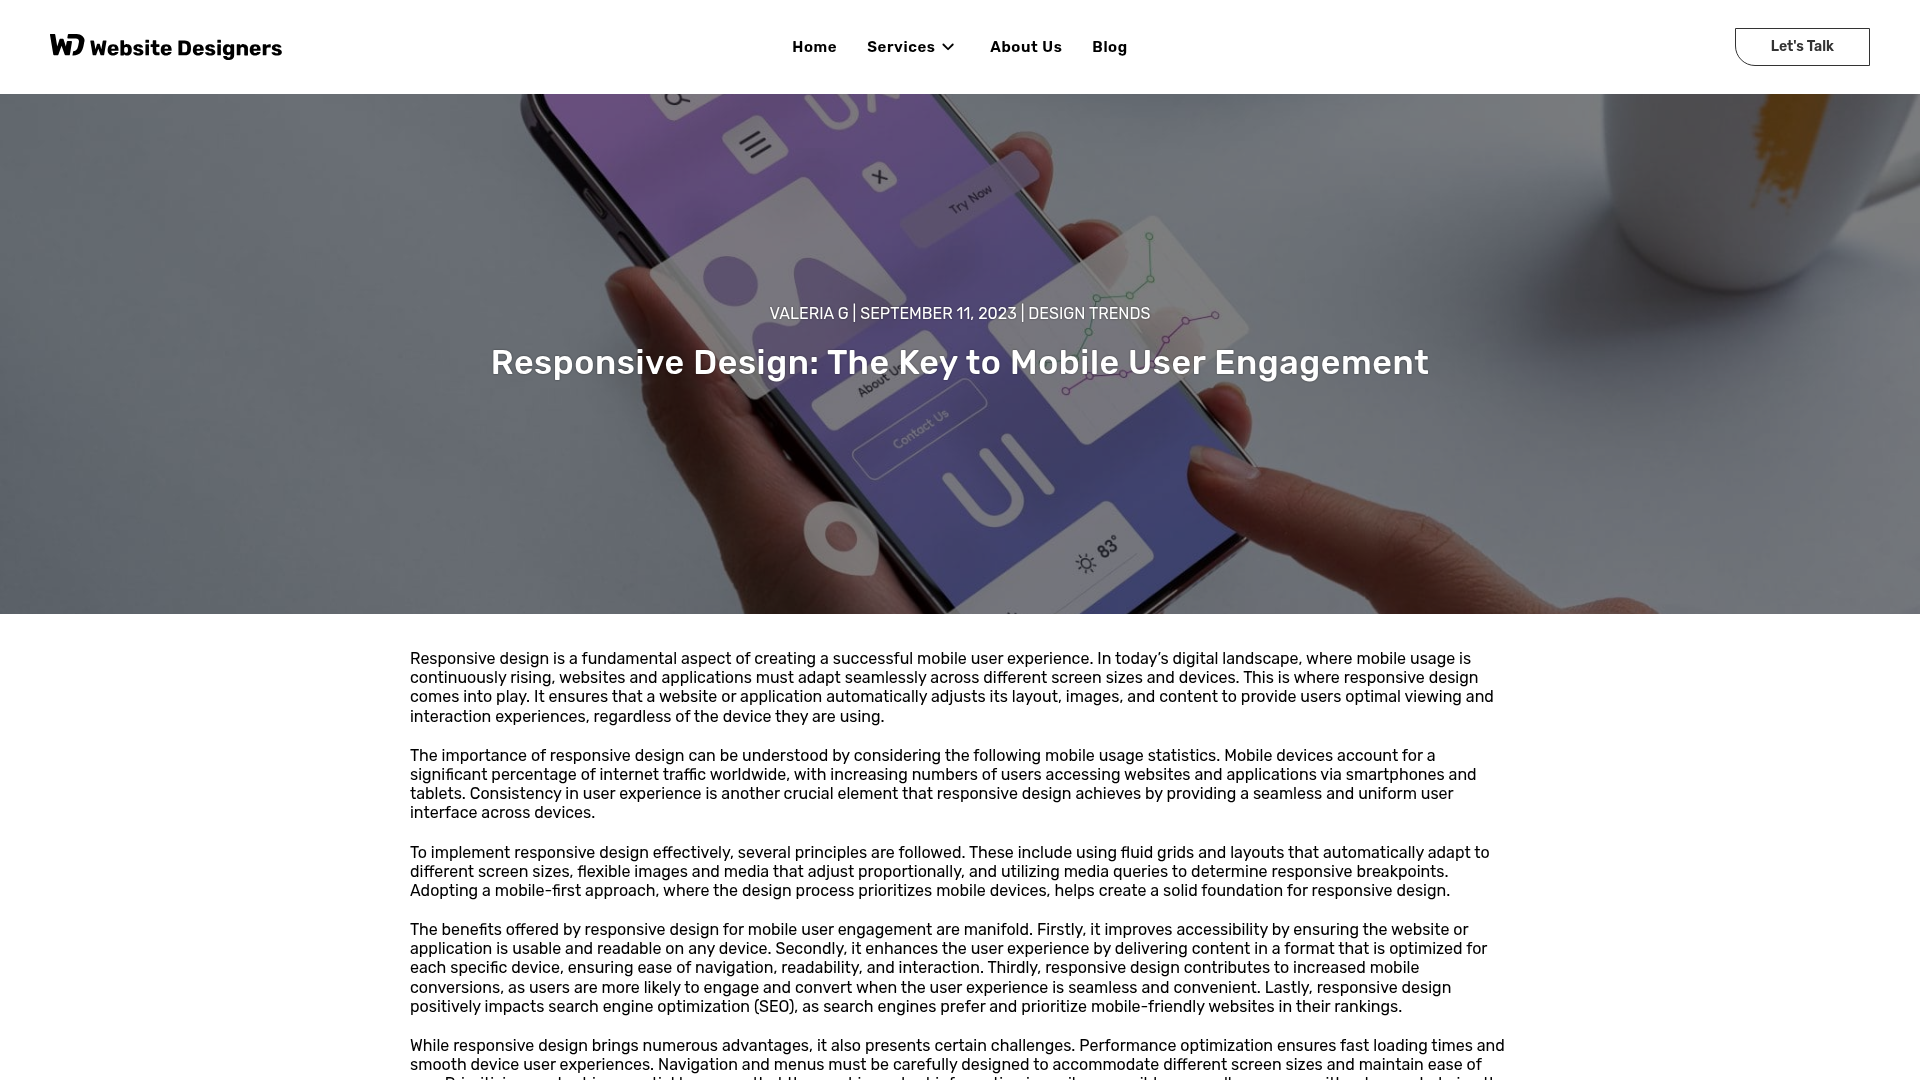 WD Website Designers
Home
Services
About Us
Blog
Let's Talk
UX
X
Try Now
VALERIA G | SEPTEMBER 11, 2023 | DESIGN TRENDS
Responsive Design: The Key to Mobile User Engagement
About Us
Contact Us
UI
83°
Responsive design is a fundamental aspect of creating a successful mobile user experience. In today’s digital landscape, where mobile usage is
continuously rising, websites and applications must adapt seamlessly across different screen sizes and devices. This is where responsive design
comes into play. It ensures that a website or application automatically adjusts its layout, images, and content to provide users optimal viewing and
interaction experiences, regardless of the device they are using.
The importance of responsive design can be understood by considering the following mobile usage statistics. Mobile devices account for a
significant percentage of internet traffic worldwide, with increasing numbers of users accessing websites and applications via smartphones and
tablets. Consistency in user experience is another crucial element that responsive design achieves by providing a seamless and uniform user
interface across devices.
To implement responsive design effectively, several principles are followed. These include using fluid grids and layouts that automatically adapt to
different screen sizes, flexible images and media that adjust proportionally, and utilizing media queries to determine responsive breakpoints.
Adopting a mobile-first approach, where the design process prioritizes mobile devices, helps create a solid foundation for responsive design.
The benefits offered by responsive design for mobile user engagement are manifold. Firstly, it improves accessibility by ensuring the website or
application is usable and readable on any device. Secondly, it enhances the user experience by delivering content in a format that is optimized for
each specific device, ensuring ease of navigation, readability, and interaction. Thirdly, responsive design contributes to increased mobile
conversions, as users are more likely to engage and convert when the user experience is seamless and convenient. Lastly, responsive design
positively impacts search engine optimization (SEO), as search engines prefer and prioritize mobile-friendly websites in their rankings.
While responsive design brings numerous advantages, it also presents certain challenges. Performance optimization ensures fast loading times and
smooth device user experiences. Navigation and menus must be carefully designed to accommodate different screen sizes and maintain ease of